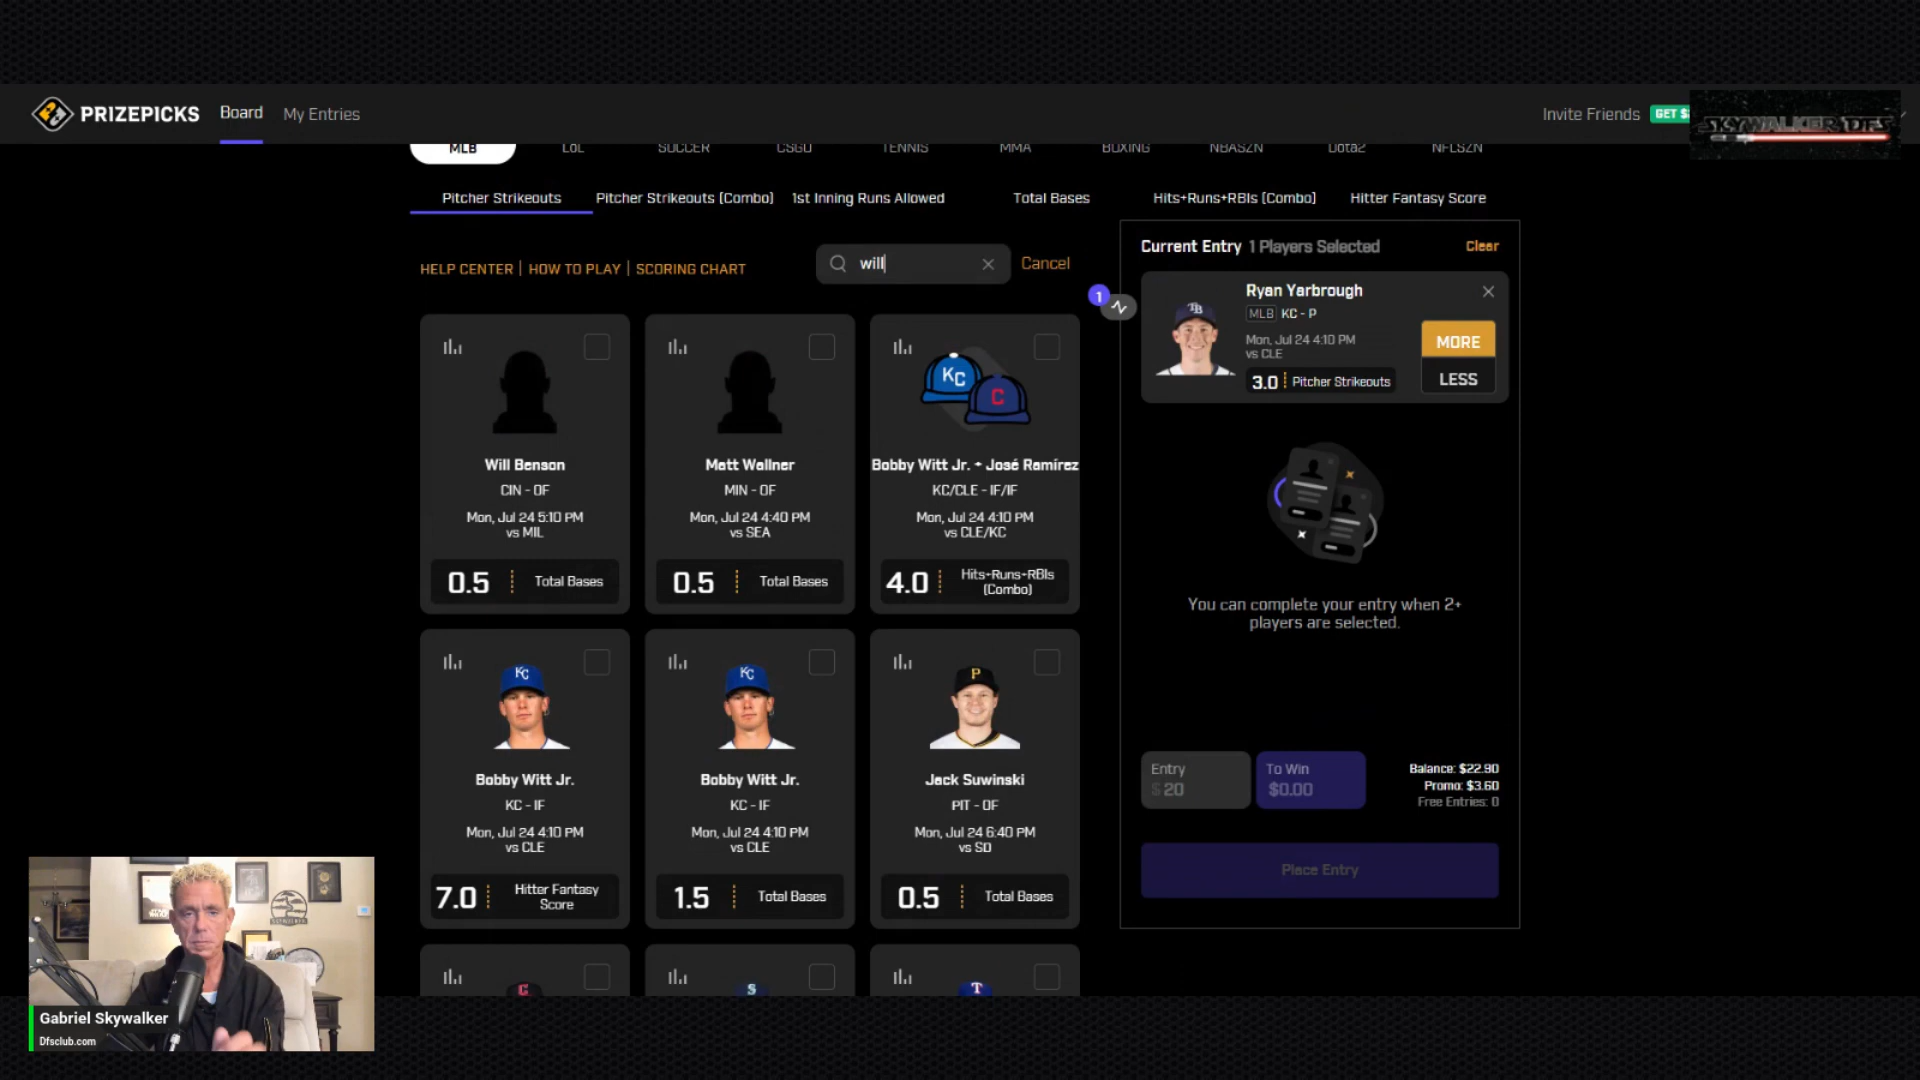 PRIZEPICKS
Board
My Entries
Invite Friends
GET $
SKYWALKER DFS
MLB
LoL
SOCCER
CSGO
TENNIS
MMA
BOXING
NBASZN
Dota2
NFLSZN
Pitcher Strikeouts
Pitcher Strikeouts (Combo)
1st Inning Runs Allowed
Total Bases
Hits+Runs+RBIs (Combo)
Hitter Fantasy Score
HELP CENTER | HOW TO PLAY | SCORING CHART
will
Cancel
Will Benson
CIN - OF
Mon, Jul 24 5:10 PM
vs MIL
0.5
Total Bases
Matt Wallner
MIN - OF
Mon, Jul 24 4:40 PM
vs SEA
0.5
Total Bases
KC
C
Bobby Witt Jr. + José Ramírez
KC/CLE - IF/IF
Mon, Jul 24 4:10 PM
vs CLE/KC
4.0
Hits+Runs+RBIs
(Combo)
KC
Bobby Witt Jr.
KC - IF
Mon, Jul 24 4:10 PM
vs CLE
7.0
Hitter Fantasy
Score
KC
Bobby Witt Jr.
KC - IF
Mon, Jul 24 4:10 PM
vs CLE
1.5
Total Bases
P
Jack Suwinski
PIT - OF
Mon, Jul 24 6:40 PM
vs SD
0.5
Total Bases
C
S
T
Current Entry 1 Players Selected
Clear
1
TB
Ryan Yarbrough
MLB KC - P
Mon, Jul 24 4:10 PM
vs CLE
3.0 Pitcher Strikeouts
MORE
LESS
You can complete your entry when 2+
players are selected.
Entry
$ 20
To Win
$0.00
Balance: $22.90
Promo: $3.60
Free Entries: 0
Place Entry
Gabriel Skywalker
Dfsclub.com